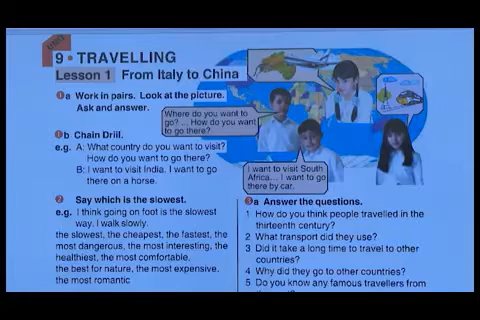 Unit
9 • TRAVELLING
Lesson 1 From Italy to China
1a Work in pairs. Look at the picture.
Ask and answer.
Where do you want to
go? ... How do you want
to go there?
1b Chain Drill.
e.g. A: What country do you want to visit?
How do you want to go there?
B: I want to visit India. I want to go
there on a horse.
I want to visit South
Africa... I want to go
there by car.
2 Say which is the slowest.
e.g. I think going on foot is the slowest
way. I walk slowly.
the slowest, the cheapest, the fastest, the
most dangerous, the most interesting, the
healthiest, the most comfortable,
the best for nature, the most expensive,
the most romantic
3a Answer the questions.
1 How do you think people travelled in the
thirteenth century?
2 What transport did they use?
3 Did it take a long time to travel to other
countries?
4 Why did they go to other countries?
5 Do you know any famous travellers from